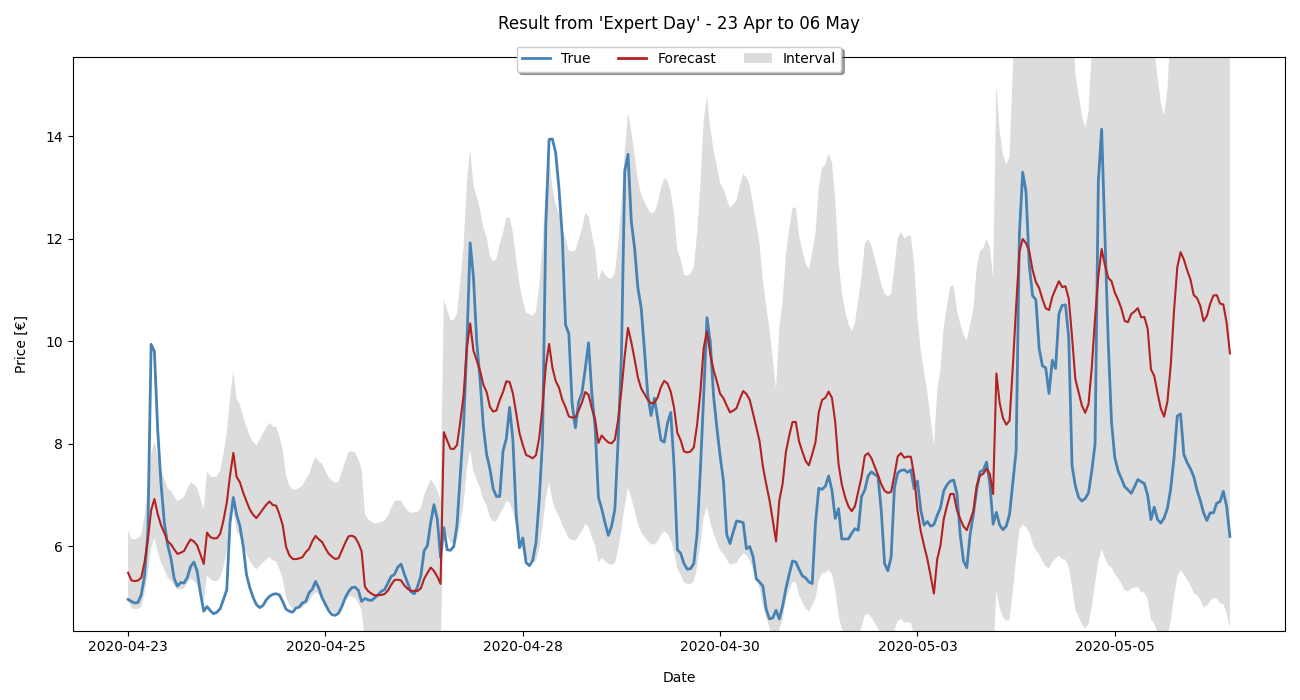 Result from 'Expert Day' - 23 Apr to 06 May
True Forecast Interval
Price [€]
14
12
10
8
6
2020-04-23 2020-04-25 2020-04-28 2020-04-30 2020-05-03 2020-05-05
Date